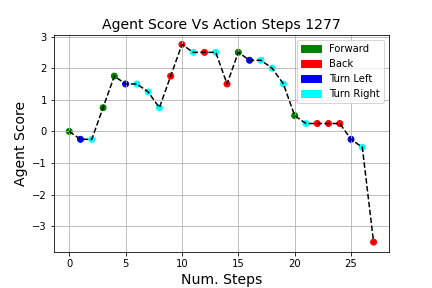 Agent Score Vs Action Steps 1277
Agent Score
3
2
1
0
−1
−2
−3
Forward
Back
Turn Left
Turn Right
0 5 10 15 20 25
Num. Steps